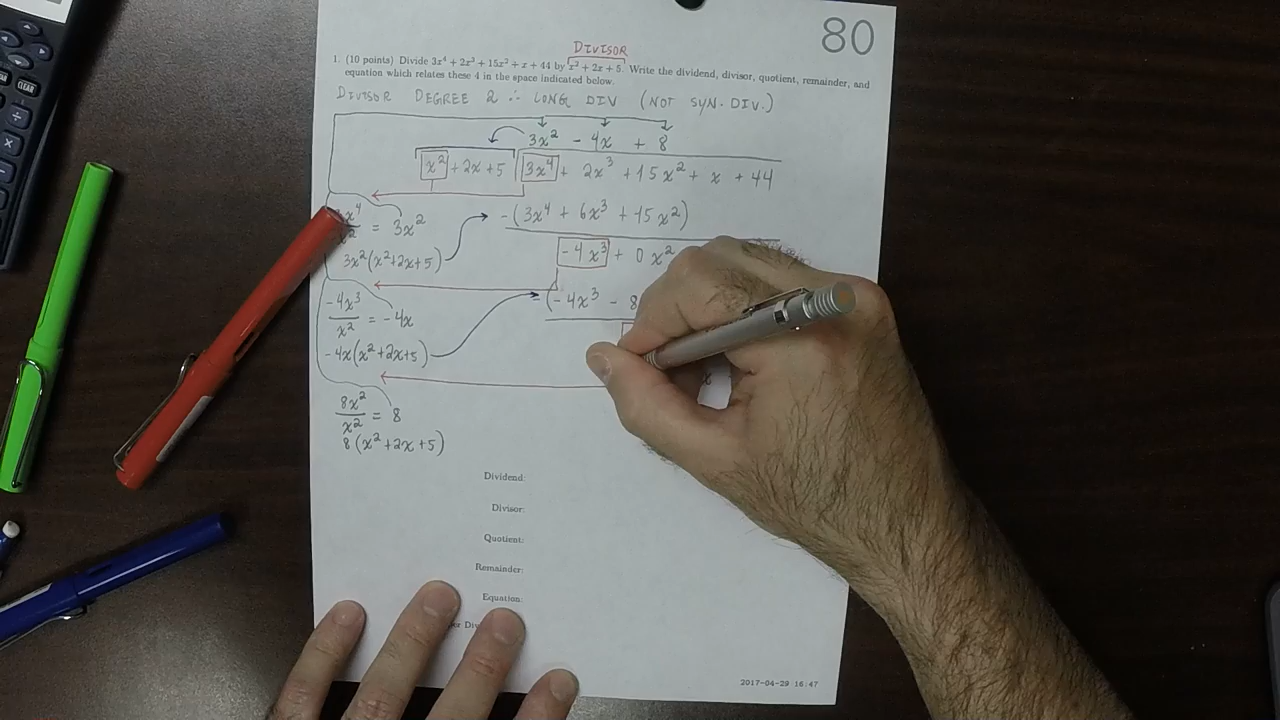 80
DIVISOR
1. (10 points) Divide 3x⁴ + 2x³ + 15x² + x + 44 by x² + 2x + 5. Write the dividend, divisor, quotient, remainder, and
equation which relates these 4 in the space indicated below.
DIVISOR DEGREE 2 ∴ LONG DIV (NOT SYN. DIV.)
3x² - 4x + 8
x² + 2x + 5 3x⁴ + 2x³ + 15x² + x + 44
= 3x²
-(3x⁴ + 6x³ + 15x²)
3x²(x²+2x+5)
-4x³ + 0x²
-4x³/x² = -4x
-(-4x³ - 8
-4x(x²+2x+5)
x
8x²/x² = 8
8(x²+2x+5)
Dividend:
Divisor:
Quotient:
Remainder:
Equation:
2017-04-29 16:47
CLEAR